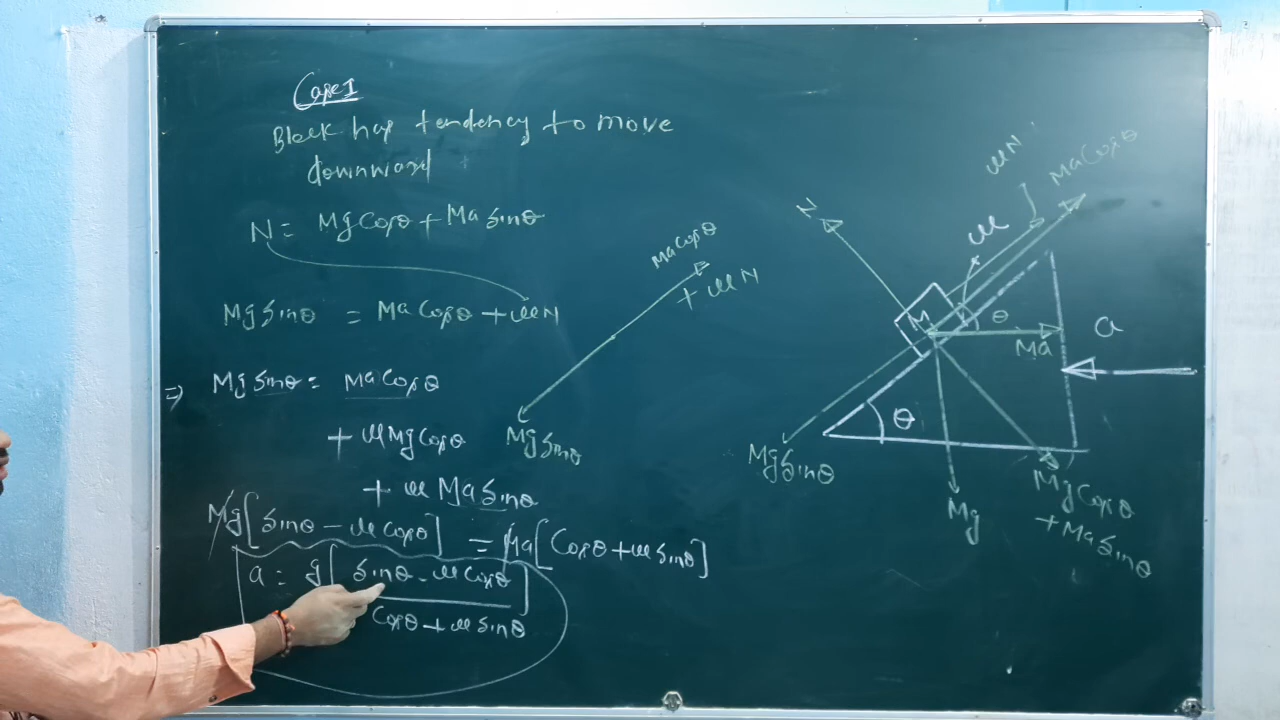 Case I
Block has tendency to move
downward
N = Mg Cosθ + Ma Sinθ
Mg Sinθ = Ma Cosθ + μN
⇒ Mg Sinθ = Ma Cosθ
+ μMg Cosθ
+ μ Ma Sinθ
Mg[Sinθ - μ Cosθ] = Ma[Cosθ + μ Sinθ]
a = g[Sinθ - μ Cosθ
Cosθ + μ Sinθ]
Ma Cosθ
+ μN
Mg Sinθ
N
μN
Ma Cosθ
μ
M
θ
Ma
a
θ
Mg Sinθ
Mg
Mg Cosθ
+ Ma Sinθ